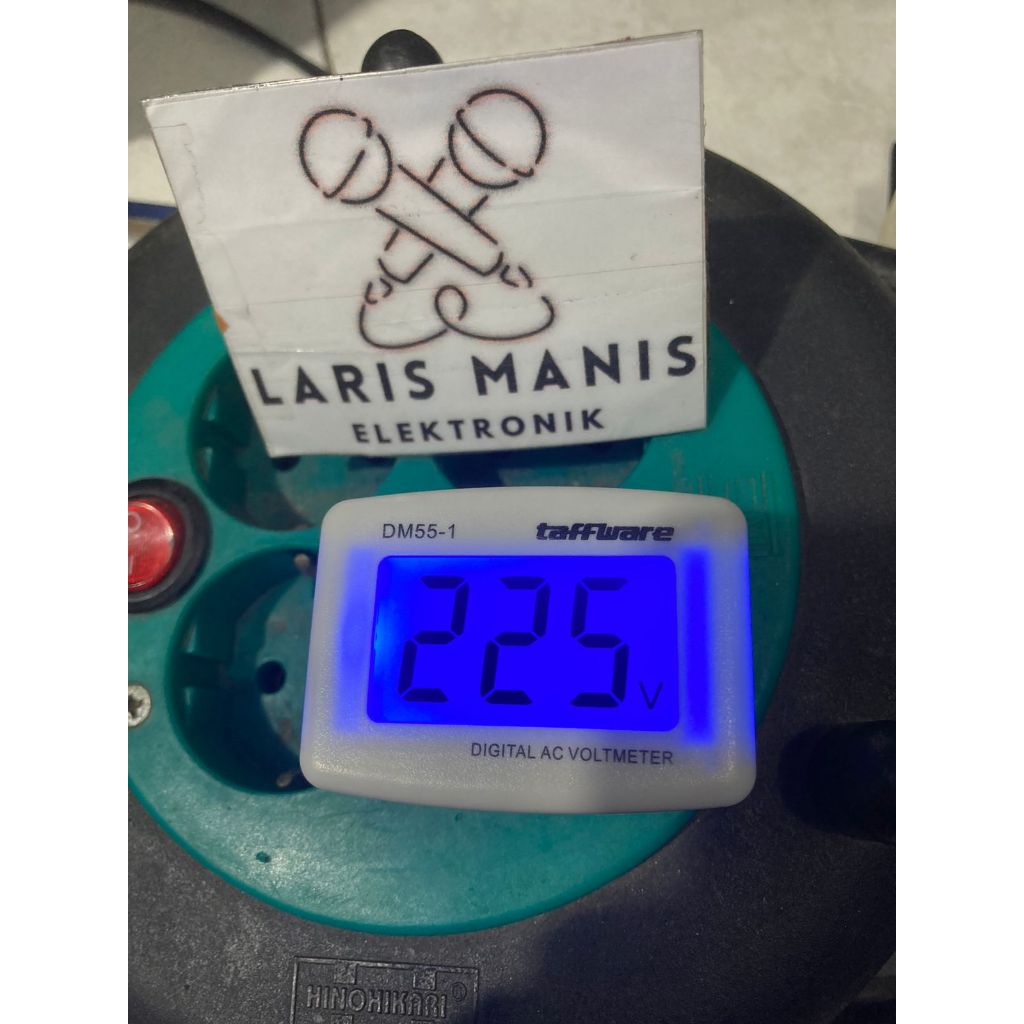 LARIS MANIS
ELEKTRONIK
DM55-1
taffware
225 V
DIGITAL AC VOLTMETER
HINOHIKARI ®